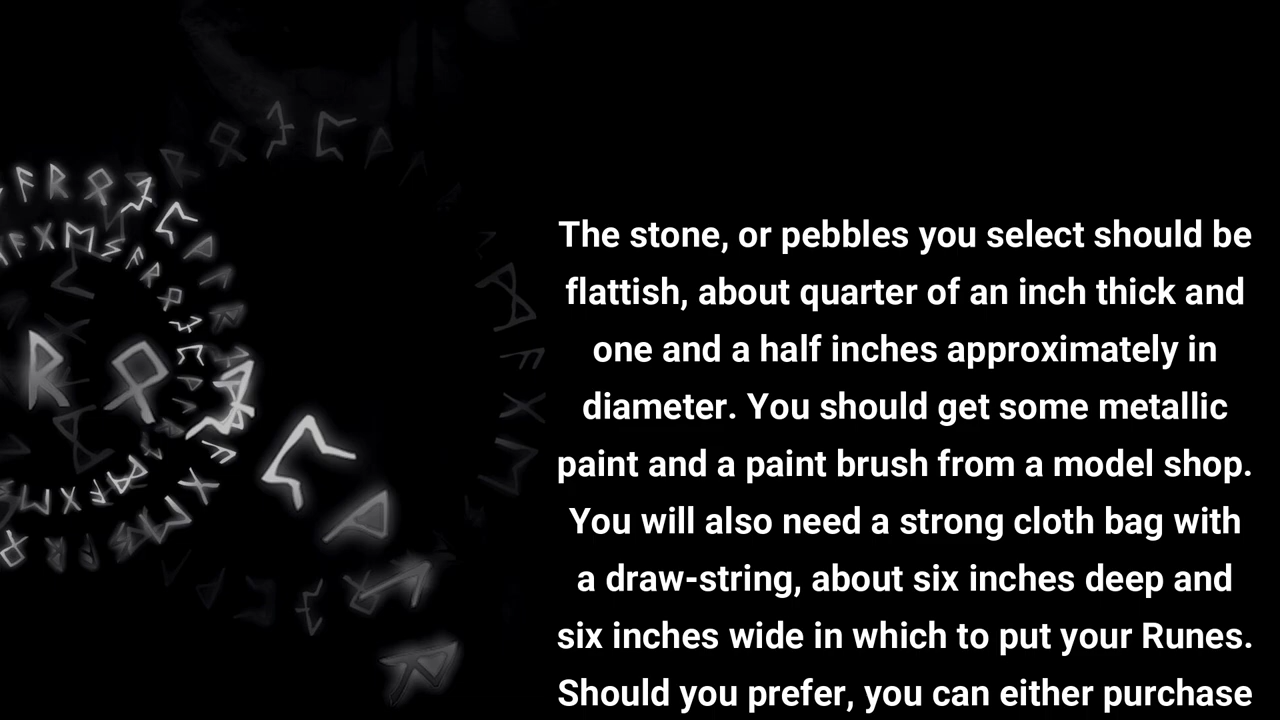 The stone, or pebbles you select should be
flattish, about quarter of an inch thick and
one and a half inches approximately in
diameter. You should get some metallic
paint and a paint brush from a model shop.
You will also need a strong cloth bag with
a draw-string, about six inches deep and
six inches wide in which to put your Runes.
Should you prefer, you can either purchase